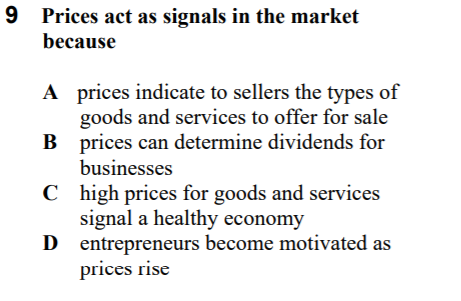 9 Prices act as signals in the market
because
A prices indicate to sellers the types of
goods and services to offer for sale
B prices can determine dividends for
businesses
C high prices for goods and services
signal a healthy economy
D entrepreneurs become motivated as
prices rise